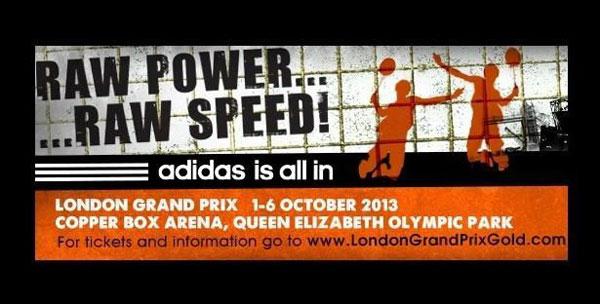 RAW POWER...
...RAW SPEED!
adidas is all in
LONDON GRAND PRIX 1-6 OCTOBER 2013
COPPER BOX ARENA, QUEEN ELIZABETH OLYMPIC PARK
For tickets and information go to www.LondonGrandPrixGold.com